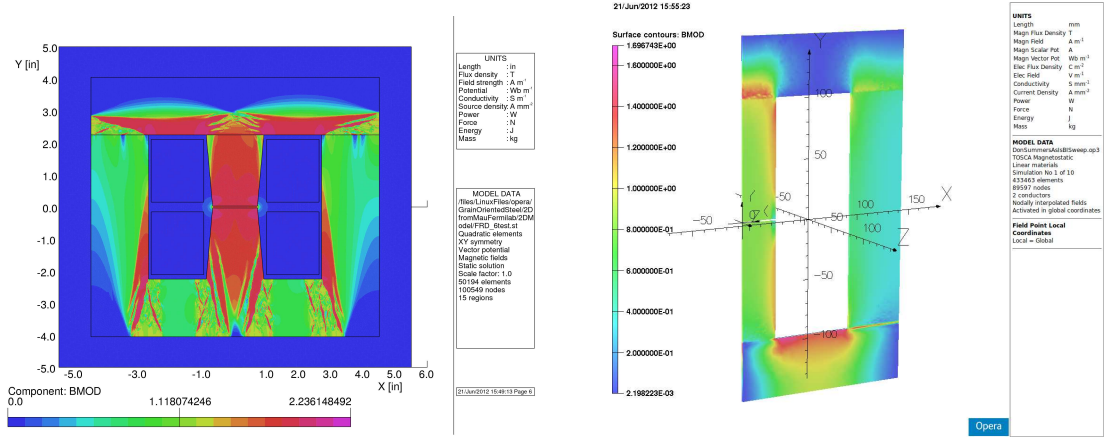 Y [in]
5.0
4.0
3.0
2.0
1.0
0.0
-1.0
-2.0
-3.0
-4.0
-5.0
-5.0 -3.0 -1.0 1.0 2.0 3.0 4.0 6.0
X [in]
Component: BMOD
0.0 1.118074246 2.236148492
UNITS
Length : in
Flux density : T
Field strength : A m⁻¹
Potential : Wb m⁻¹
Conductivity : S m⁻¹
Source density: A mm⁻²
Power : W
Force : N
Energy : J
Mass : kg
MODEL DATA
/files/LinuxFiles/opera/
GrainOrientedSteel/2D
fromMauFermilab/2DM
odel/FRD_6test.st
Quadratic elements
XY symmetry
Vector potential
Magnetic fields
Static solution
Scale factor: 1.0
50194 elements
100549 nodes
15 regions
21/Jun/2012 15:49:13 Page 6
21/Jun/2012 15:55:23
Surface contours: BMOD
1.696743E+00
1.600000E+00
1.400000E+00
1.200000E+00
1.000000E+00
8.000000E-01
6.000000E-01
4.000000E-01
2.000000E-01
2.198223E-03
Y
100
50
X
150
100
50
-50
-50
Y
Z
100
Z
-50
-100
Opera
UNITS
Length mm
Magn Flux Density T
Magn Field A m⁻¹
Magn Scalar Pot A
Magn Vector Pot Wb m⁻¹
Elec Flux Density C m⁻²
Elec Field V m⁻¹
Conductivity S mm⁻¹
Current Density A mm⁻²
Power W
Force N
Energy J
Mass kg
MODEL DATA
DonSummersAsIsBISweep.op3
TOSCA Magnetostatic
Linear materials
Simulation No 1 of 10
433463 elements
89597 nodes
2 conductors
Nodally interpolated fields
Activated in global coordinates
Field Point Local
Coordinates
Local = Global